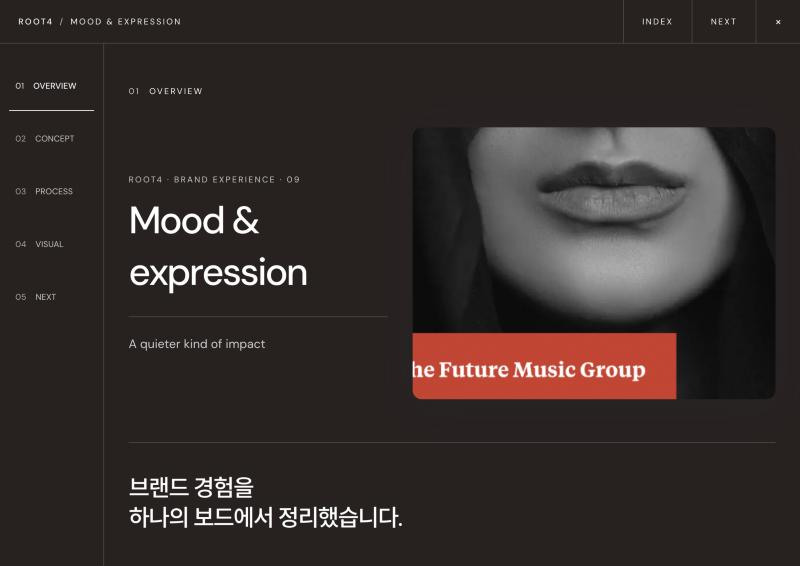 ROOT4 / MOOD & EXPRESSION
INDEX
NEXT
×
01 OVERVIEW
02 CONCEPT
03 PROCESS
04 VISUAL
05 NEXT
01 OVERVIEW
ROOT4 · BRAND EXPERIENCE · 09
Mood &
expression
A quieter kind of impact
he Future Music Group
브랜드 경험을
하나의 보드에서 정리했습니다.